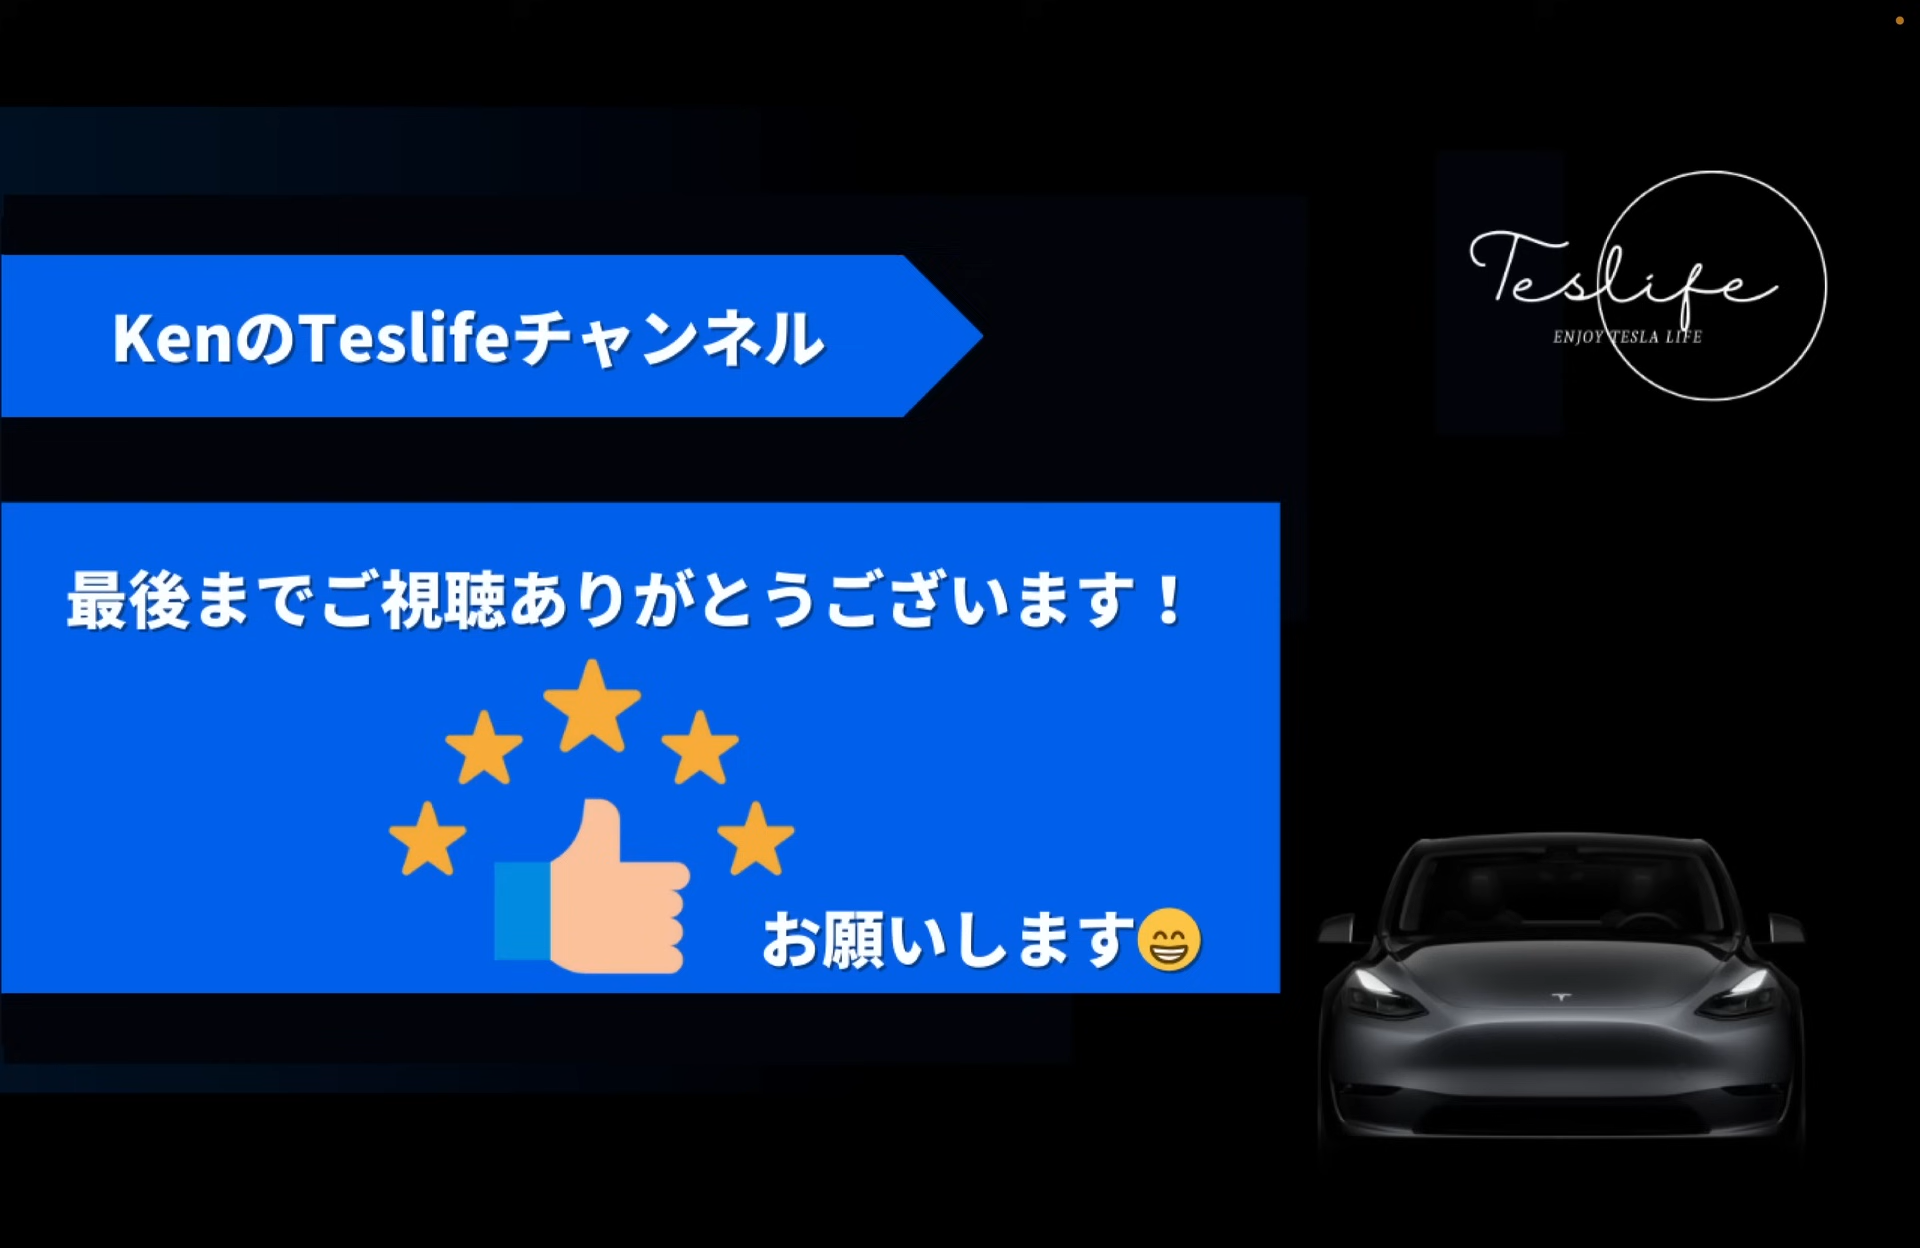 KenのTeslifeチャンネル
Teslife
ENJOY TESLA LIFE
最後までご視聴ありがとうございます！
お願いします😁